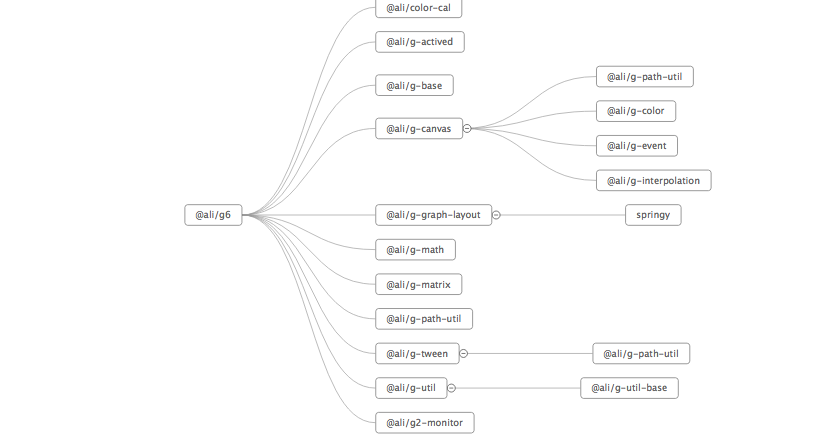 @ali/color-cal
@ali/g-actived
@ali/g-base
@ali/g-path-util
@ali/g-color
@ali/g-canvas
@ali/g-event
@ali/g-interpolation
@ali/g6
@ali/g-graph-layout
springy
@ali/g-math
@ali/g-matrix
@ali/g-path-util
@ali/g-tween
@ali/g-path-util
@ali/g-util
@ali/g-util-base
@ali/g2-monitor